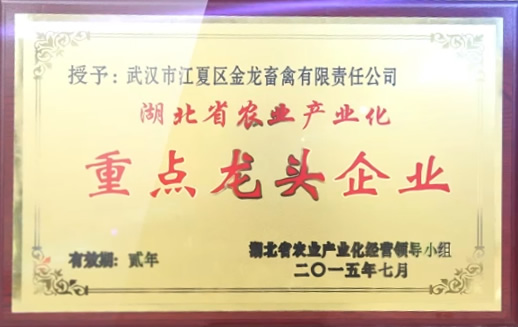 授予：武汉市江夏区金龙畜禽有限责任公司
湖北省农业产业化
重点龙头企业
有效期：贰年
湖北省农业产业化经营领导小组
二〇一五年七月